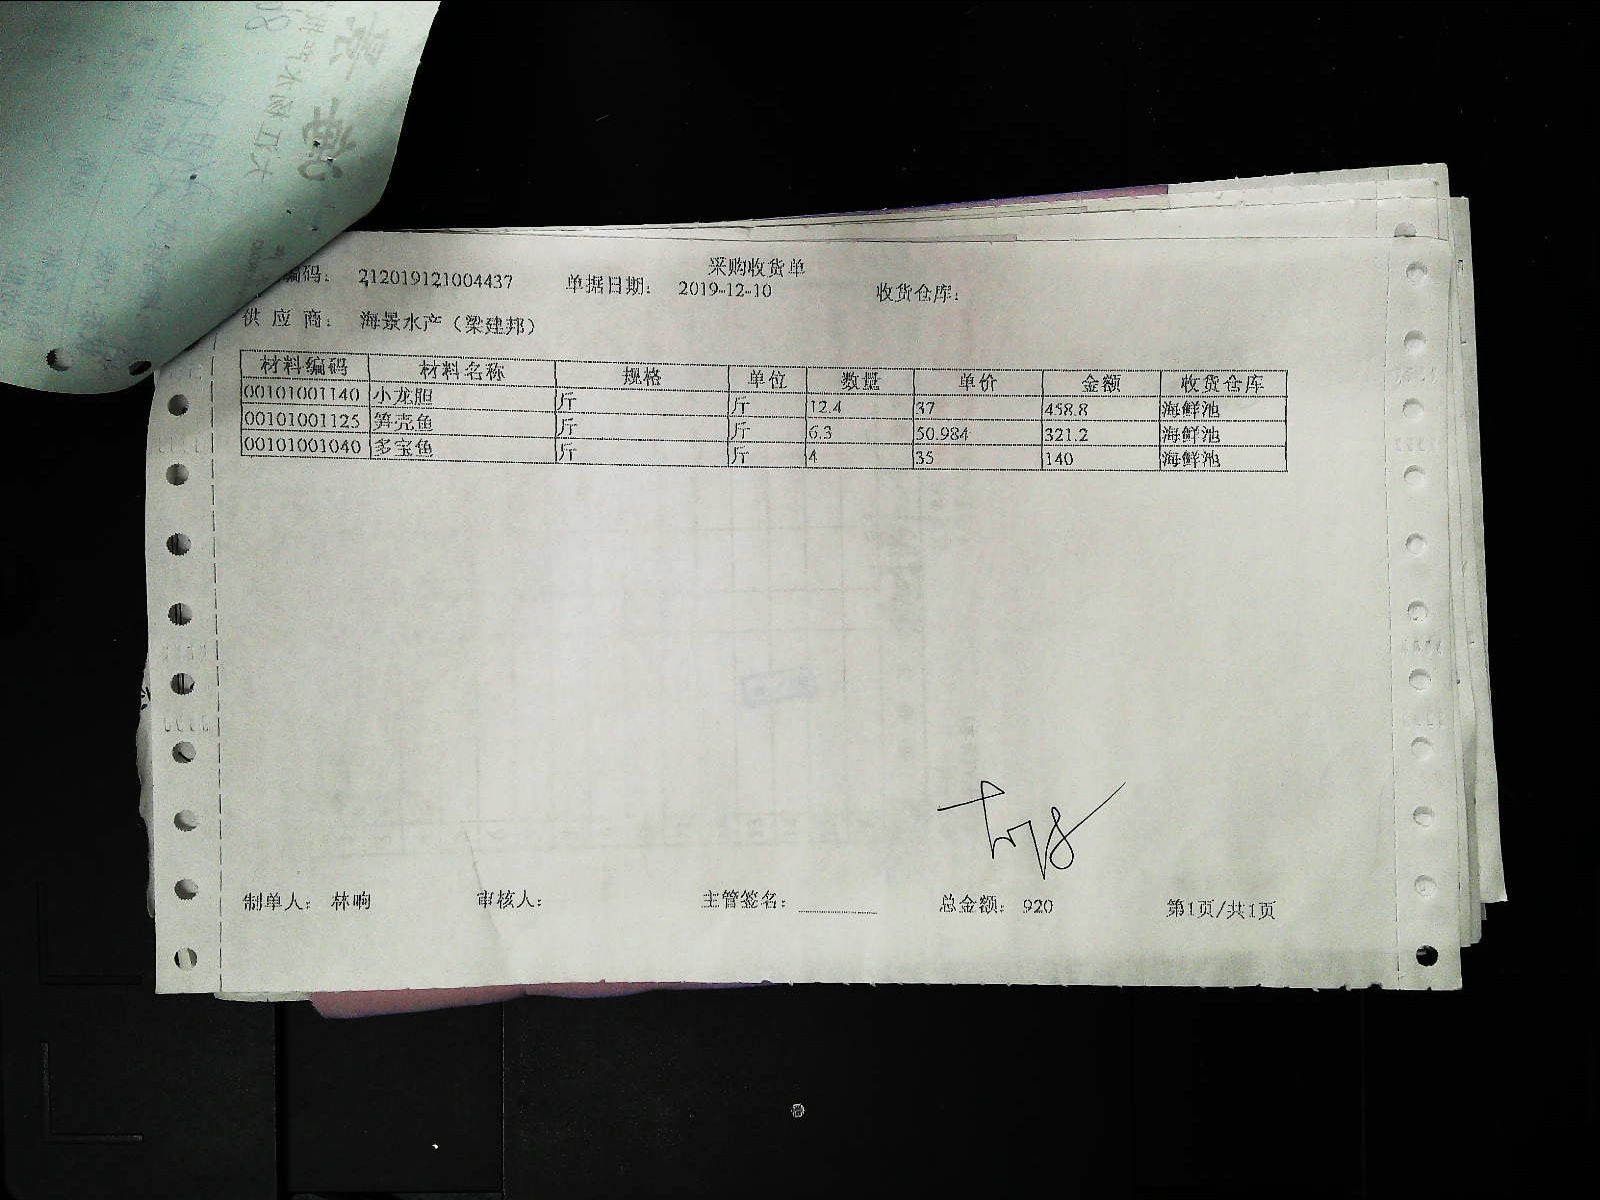 采购收货单
编码： 212019121004437 单据日期： 2019-12-10 收货仓库：
供应商： 海景水产（梁建邦）
材料编码 材料名称 规格 单位 数量 单价 金额 收货仓库
00101001140 小龙胆 斤 斤 12.4 37 458.8 海鲜池
00101001125 笋壳鱼 斤 斤 6.3 50.984 321.2 海鲜池
00101001040 多宝鱼 斤 斤 4 35 140 海鲜池
制单人： 林响 审核人： 主管签名： 总金额： 920 第1页/共1页